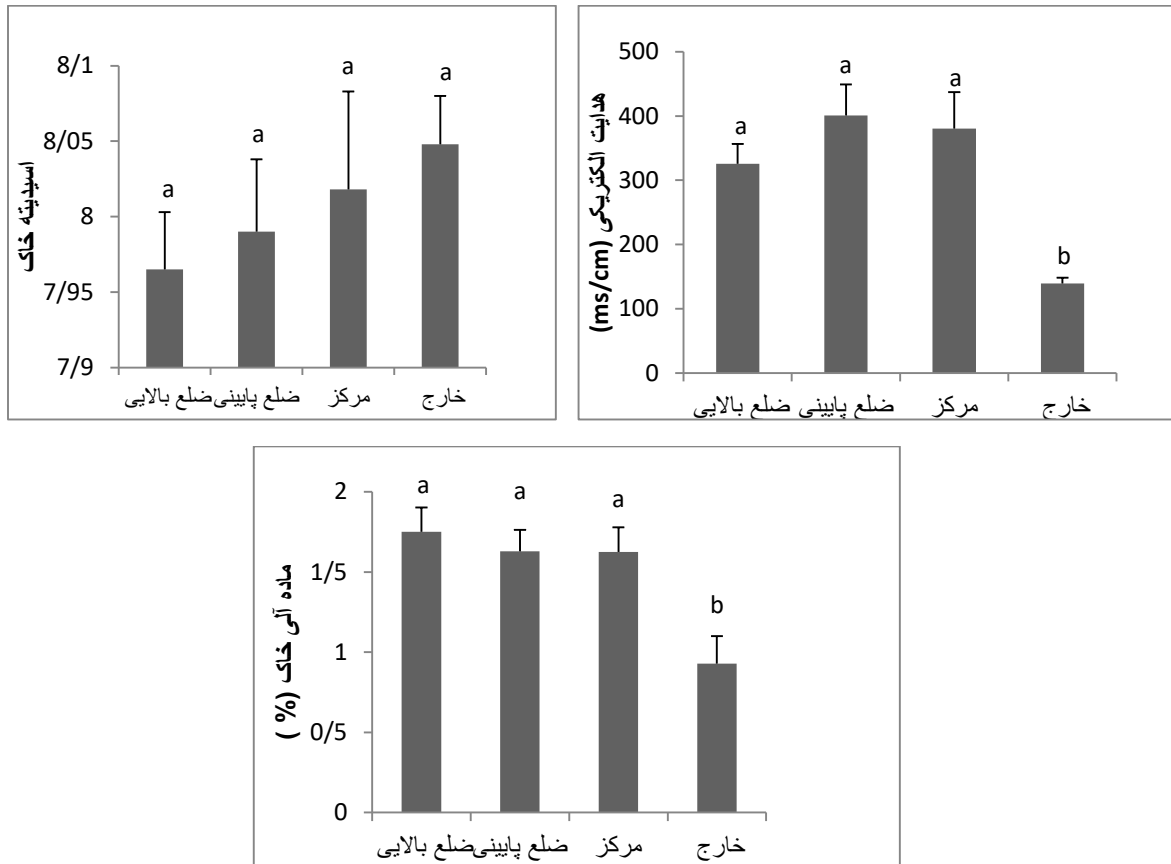 8/1
8/05
8
7/95
7/9
اسیدیته خاک
a
a
a
a
ضلع بالایی
ضلع پایینی
مرکز
خارج
500
400
300
200
100
0
هدایت الکتریکی (ms/cm)
a
a
a
b
ضلع بالایی
ضلع پایینی
مرکز
خارج
2
1/5
1
0/5
0
ماده آلی خاک (% )
a
a
a
b
ضلع بالایی
ضلع پایینی
مرکز
خارج